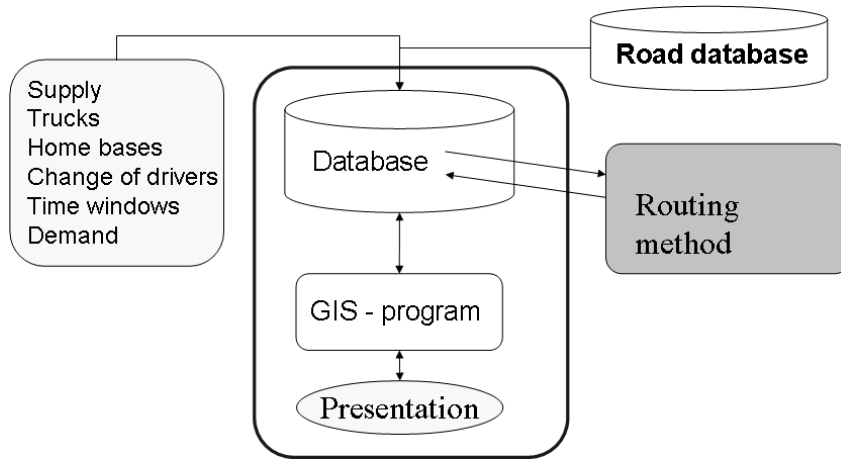 Road database
Supply
Trucks
Home bases
Change of drivers
Time windows
Demand
Database
Routing
method
GIS - program
Presentation